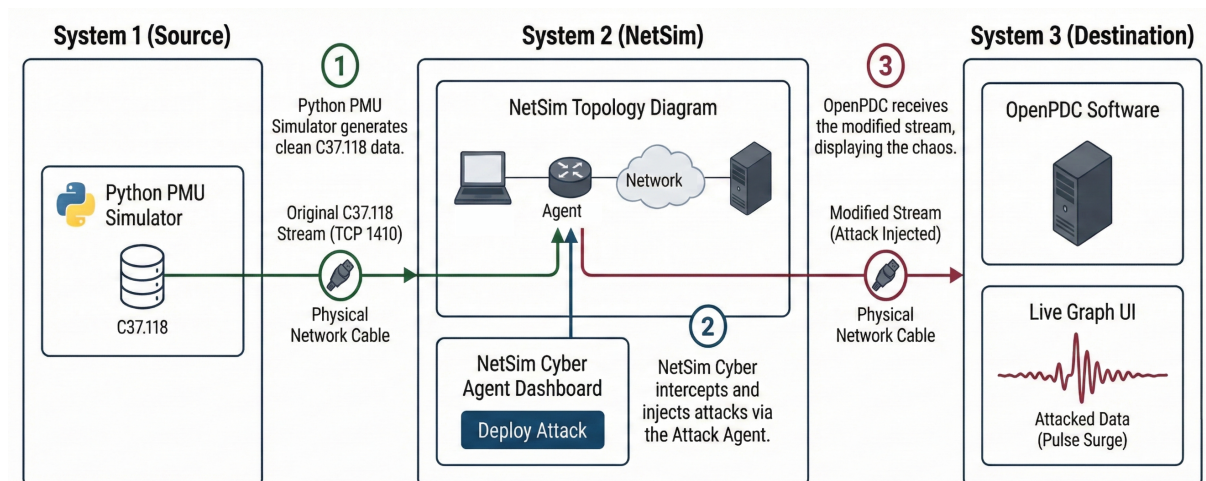 System 1 (Source)
Python PMU
Simulator
C37.118
1
Python PMU
Simulator generates
clean C37.118 data.
Original C37.118
Stream (TCP 1410)
Physical
Network Cable
System 2 (NetSim)
NetSim Topology Diagram
Agent
Network
NetSim Cyber
Agent Dashboard
Deploy Attack
2
NetSim Cyber
intercepts and
injects attacks via
the Attack Agent.
3
OpenPDC receives
the modified stream,
displaying the chaos.
Modified Stream
(Attack Injected)
Physical
Network Cable
System 3 (Destination)
OpenPDC Software
Live Graph UI
Attacked Data
(Pulse Surge)